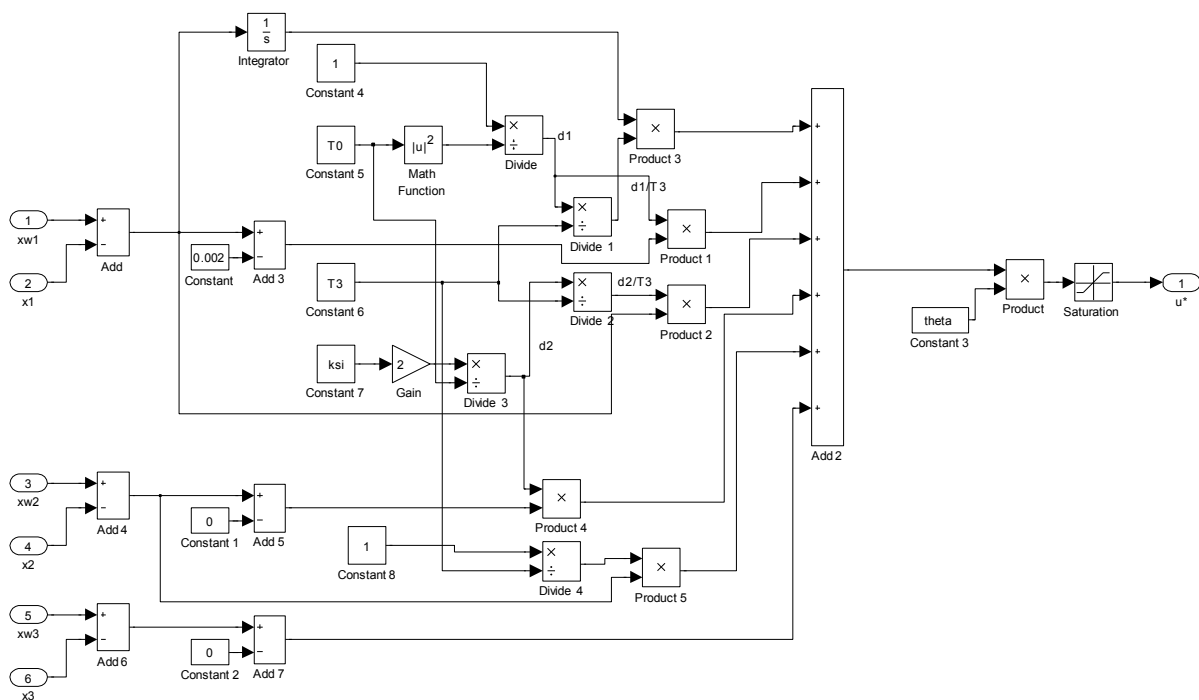 1
s
Integrator
1
Constant 4
T0
Constant 5
|u|2
Math
Function
×
÷
Divide
d1
×
Product 3
d1/T3
×
÷
Divide 1
×
Product 1
1
xw1
2
x1
+
−
Add
0.002
Constant
+
−
Add 3
T3
Constant 6
×
÷
Divide 2
d2/T3
×
Product 2
d2
ksi
Constant 7
2
Gain
×
÷
Divide 3
+
+
+
+
+
+
Add 2
theta
Constant 3
×
Product
Saturation
1
u*
3
xw2
4
x2
+
−
Add 4
0
Constant 1
+
−
Add 5
×
Product 4
1
Constant 8
×
÷
Divide 4
×
Product 5
5
xw3
6
x3
+
−
Add 6
0
Constant 2
+
−
Add 7